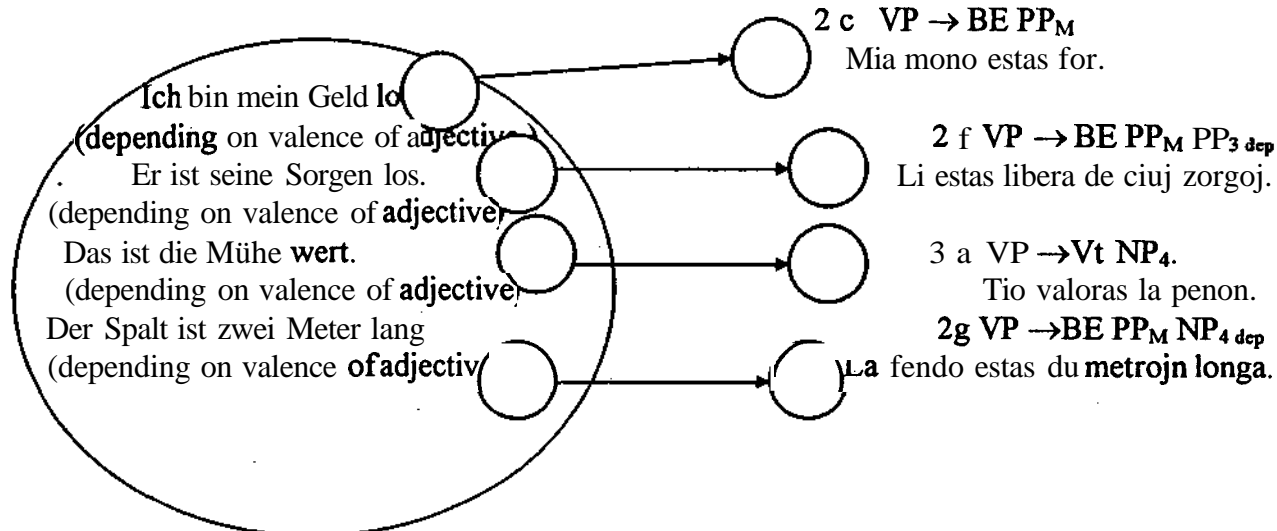 2 c VP → BE PP_M
Mia mono estas for.
Ich bin mein Geld lo
(depending on valence of adjective )
2 f VP → BE PP_M PP_3 dep
Er ist seine Sorgen los.
Li estas libera de ciuj zorgoj.
(depending on valence of adjective)
Das ist die Mühe wert.
3 a VP →Vt NP_4.
(depending on valence of adjective)
Tio valoras la penon.
Der Spalt ist zwei Meter lang
2g VP →BE PP_M NP_4 dep
(depending on valence of adjectiv
La fendo estas du metrojn longa.